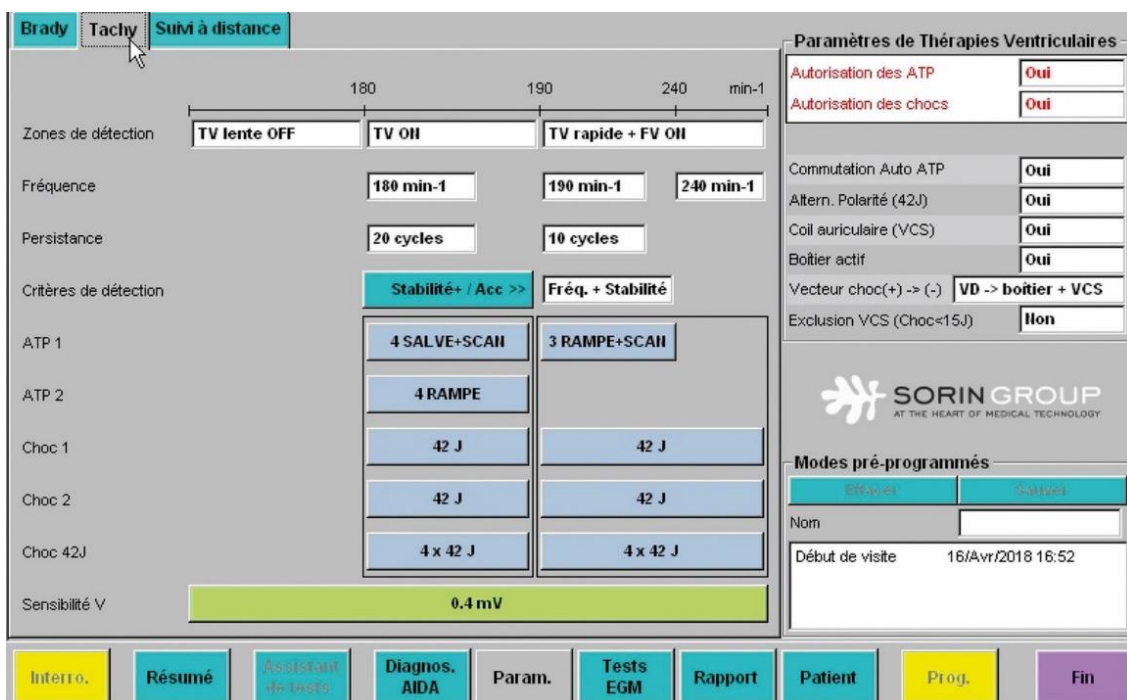 Brady Tachy Suivi à distance
180 190 240 min-1
Zones de détection TV lente OFF TV ON TV rapide + FV ON
Fréquence 180 min-1 190 min-1 240 min-1
Persistance 20 cycles 10 cycles
Critères de détection Stabilité+ / Acc >> Fréq. + Stabilité
ATP 1 4 SALVE+SCAN 3 RAMPE+SCAN
ATP 2 4 RAMPE
Choc 1 42 J 42 J
Choc 2 42 J 42 J
Choc 42J 4 x 42 J 4 x 42 J
Sensibilité V 0.4 mV
Paramètres de Thérapies Ventriculaires
Autorisation des ATP Oui
Autorisation des chocs Oui
Commutation Auto ATP Oui
Altern. Polarité (42J) Oui
Coil auriculaire (VCS) Oui
Boîtier actif Oui
Vecteur choc(+) -> (-) VD -> boîtier + VCS
Exclusion VCS (Choc<15J) Non
SORIN GROUP
AT THE HEART OF MEDICAL TECHNOLOGY
Modes pré-programmés
Effacer Sauver
Nom
Début de visite 16/Avr/2018 16:52
Interro. Résumé Assistant de tests Diagnos. AIDA Param. Tests EGM Rapport Patient Prog. Fin